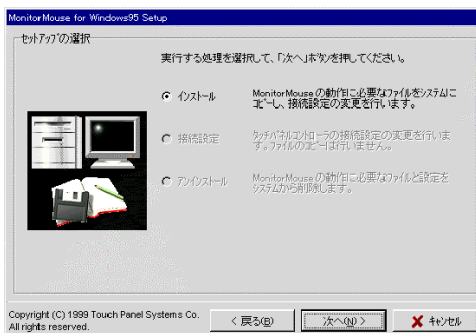 MonitorMouse for Windows95 Setup
セットアップの選択
実行する処理を選択して、「次へ」ボタンを押してください。
インストール
MonitorMouse の動作に必要なファイルをシステムに
コピーし、接続設定の変更を行います。
接続設定
タッチパネルコントローラの接続設定の変更を行いま
す。ファイルのコピーは行いません。
アンインストール
MonitorMouse の動作に必要なファイルと設定を
システムから削除します。
Copyright (C) 1999 Touch Panel Systems Co.
All rights reserved.
< 戻る(B)
次へ(N) >
キャンセル